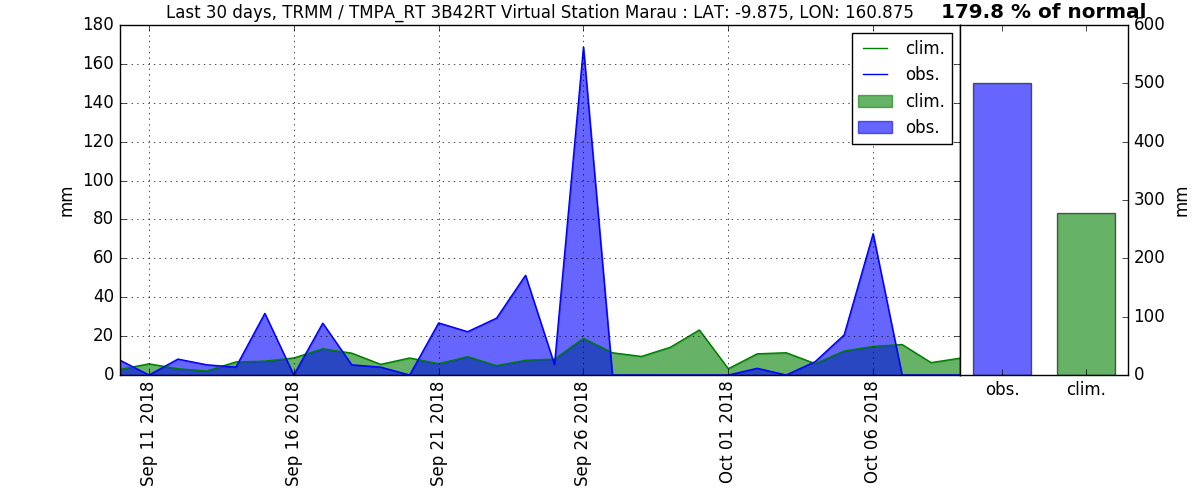 Last 30 days, TRMM / TMPA_RT 3B42RT Virtual Station Marau : LAT: -9.875, LON: 160.875
179.8 % of normal
180
160
140
120
100
80
60
40
20
0
mm
clim.
obs.
clim.
obs.
Sep 11 2018
Sep 16 2018
Sep 21 2018
Sep 26 2018
Oct 01 2018
Oct 06 2018
600
500
400
300
200
100
0
mm
obs.
clim.